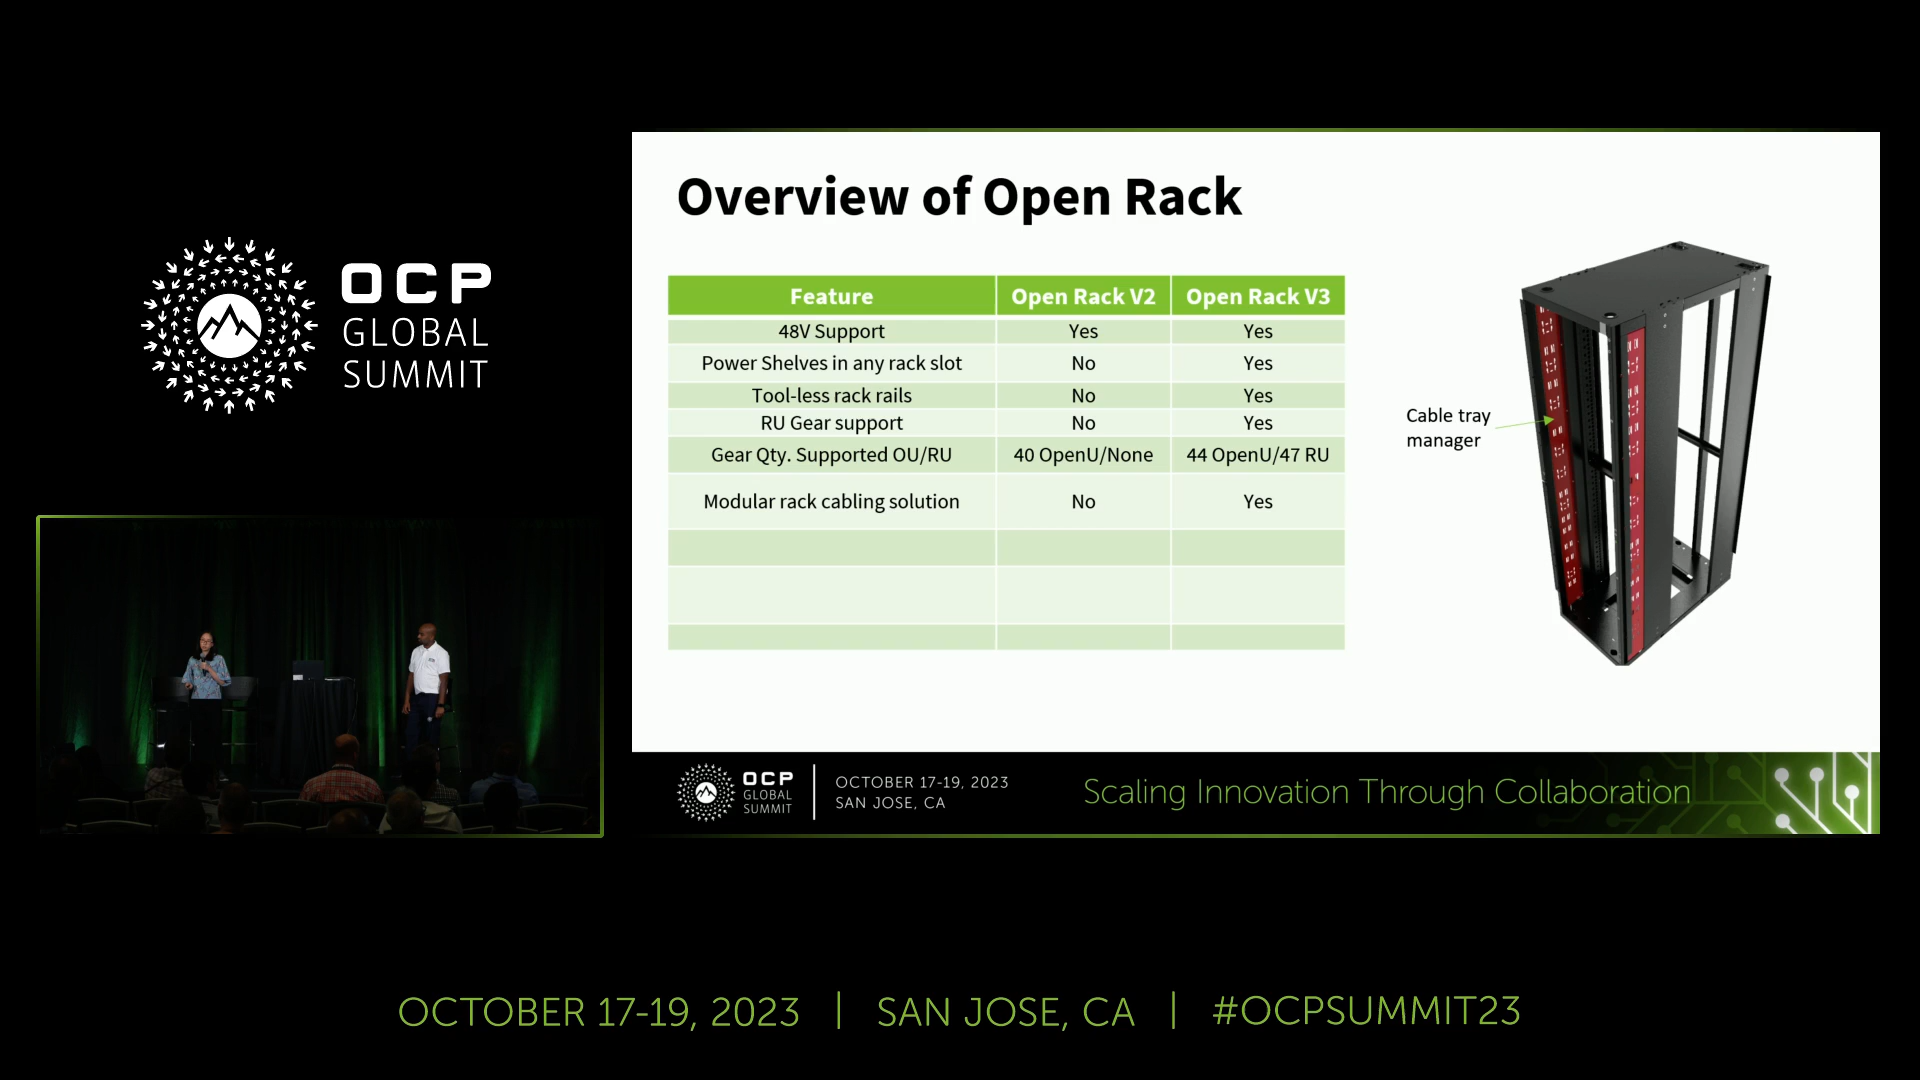 OCP
GLOBAL
SUMMIT
Overview of Open Rack
Feature Open Rack V2 Open Rack V3
48V Support Yes Yes
Power Shelves in any rack slot No Yes
Tool-less rack rails No Yes
RU Gear support No Yes
Gear Qty. Supported OU/RU 40 OpenU/None 44 OpenU/47 RU
Modular rack cabling solution No Yes
Cable tray
manager
OCP
GLOBAL
SUMMIT
OCTOBER 17-19, 2023
SAN JOSE, CA
Scaling Innovation Through Collaboration
OCTOBER 17-19, 2023 | SAN JOSE, CA | #OCPSUMMIT23